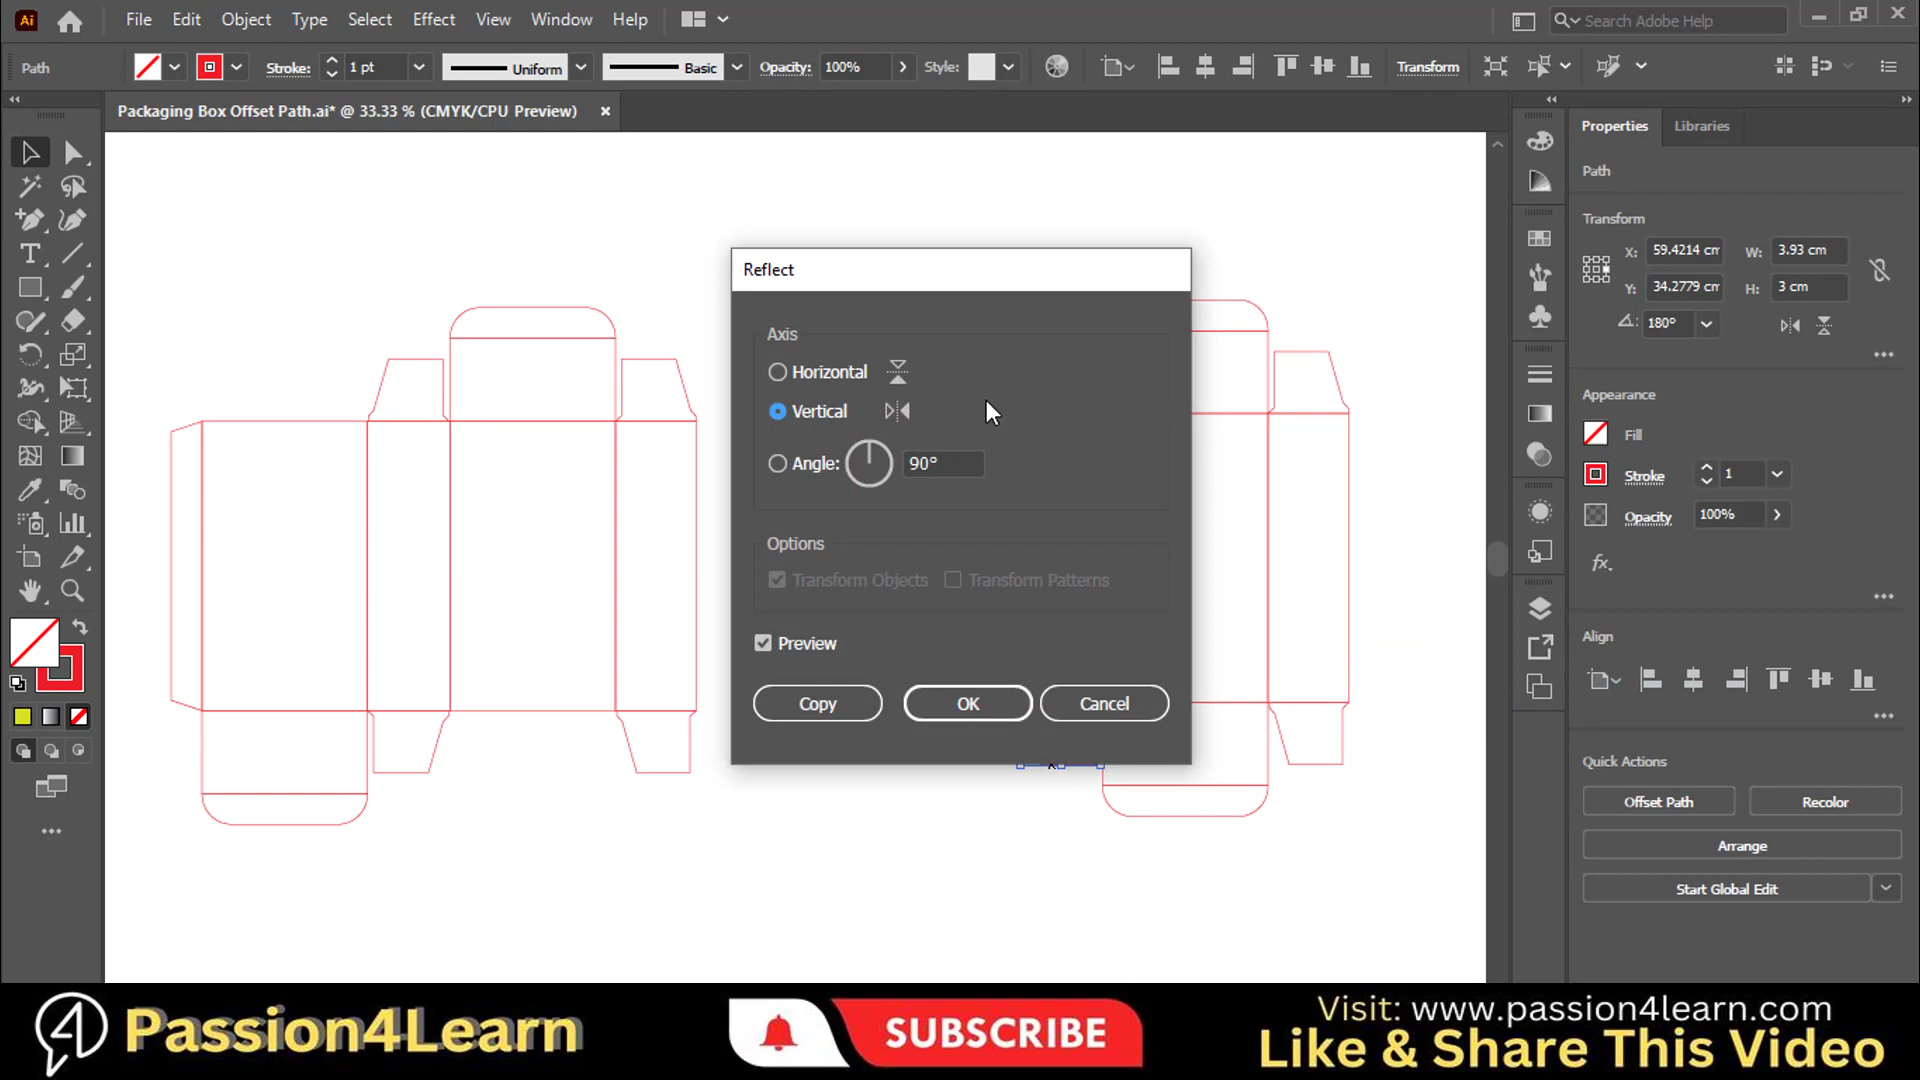 Ai File Edit Object Type Select Effect View Window Help Search Adobe Help
Path Stroke: 1 pt Uniform Basic Opacity: 100% Style: Transform
Packaging Box Offset Path.ai* @ 33.33 % (CMYK/CPU Preview) ×
Properties Libraries
Path
Transform
X: 59.4214 cm W: 3.93 cm
Y: 34.2779 cm H: 3 cm
180°
Appearance
Fill
Stroke 1
Opacity 100%
fx.
Align
Quick Actions
Offset Path Recolor
Arrange
Start Global Edit
Reflect
Axis
Horizontal
Vertical
Angle: 90°
Options
Transform Objects Transform Patterns
Preview
Copy OK Cancel
Passion4Learn
SUBSCRIBE
Visit: www.passion4learn.com
Like & Share This Video